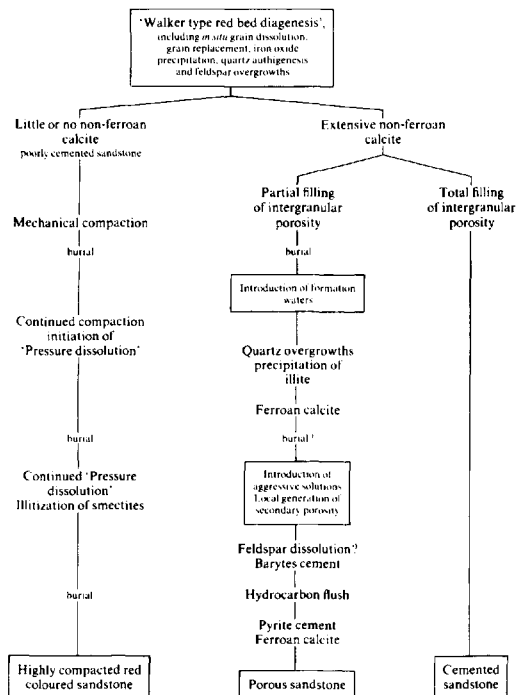 'Walker type red bed diagenesis',
including in situ grain dissolution,
grain replacement, iron oxide
precipitation, quartz authigenesis
and feldspar overgrowths
Little or no non-ferroan
calcite
poorly cemented sandstone
Mechanical compaction
burial
Continued compaction
initiation of
'Pressure dissolution'
burial
Continued 'Pressure
dissolution'
Illitization of smectites
burial
Highly compacted red
coloured sandstone
Extensive non-ferroan
calcite
Partial filling
of intergranular
porosity
burial
Introduction of formation
waters
Quartz overgrowths
precipitation of
illite
Ferroan calcite
burial?
Introduction of
aggressive solutions
Local generation of
secondary porosity
Feldspar dissolution?
Barytes cement
Hydrocarbon flush
Pyrite cement
Ferroan calcite
Porous sandstone
Total filling
of intergranular
porosity
Cemented
sandstone